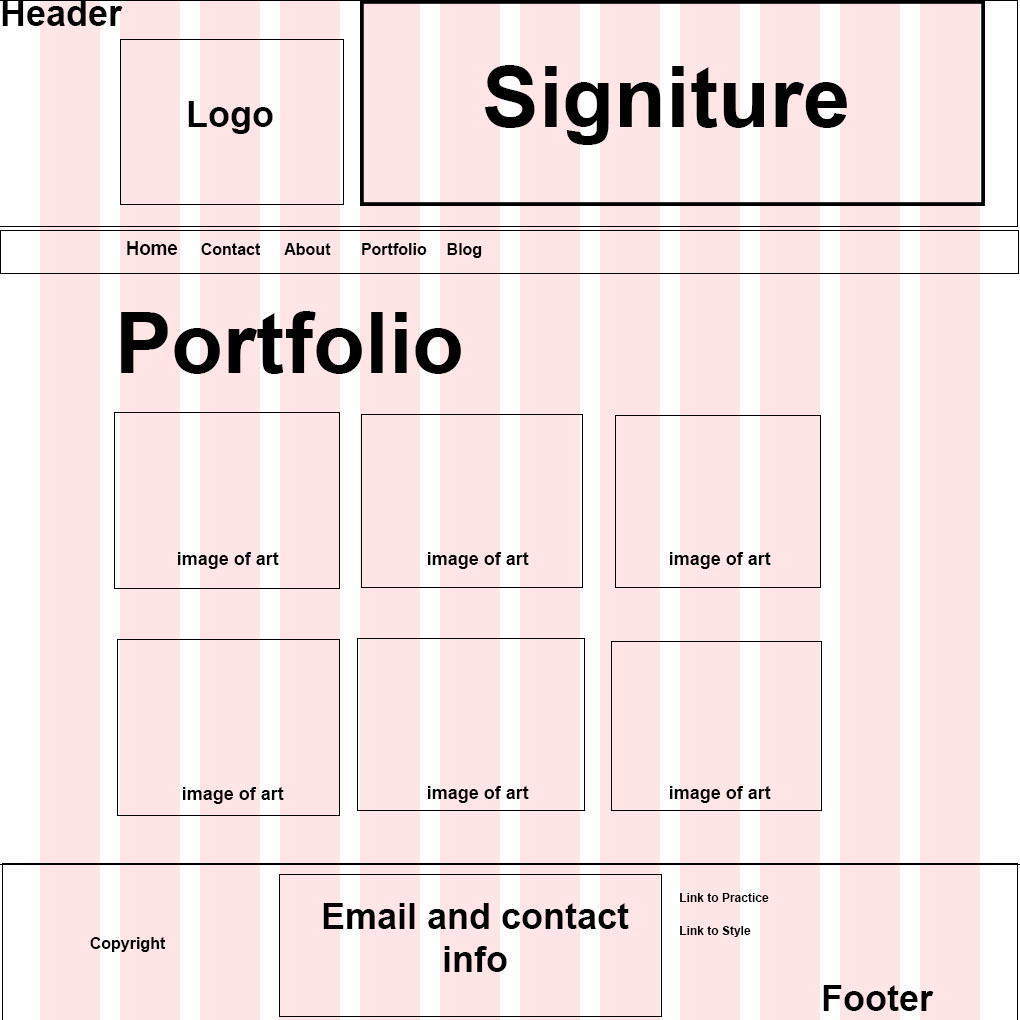 Header
Logo
Signiture
Home Contact About Portfolio Blog
Portfolio
image of art image of art image of art
image of art image of art image of art
Copyright
Email and contact
info
Link to Practice
Link to Style
Footer